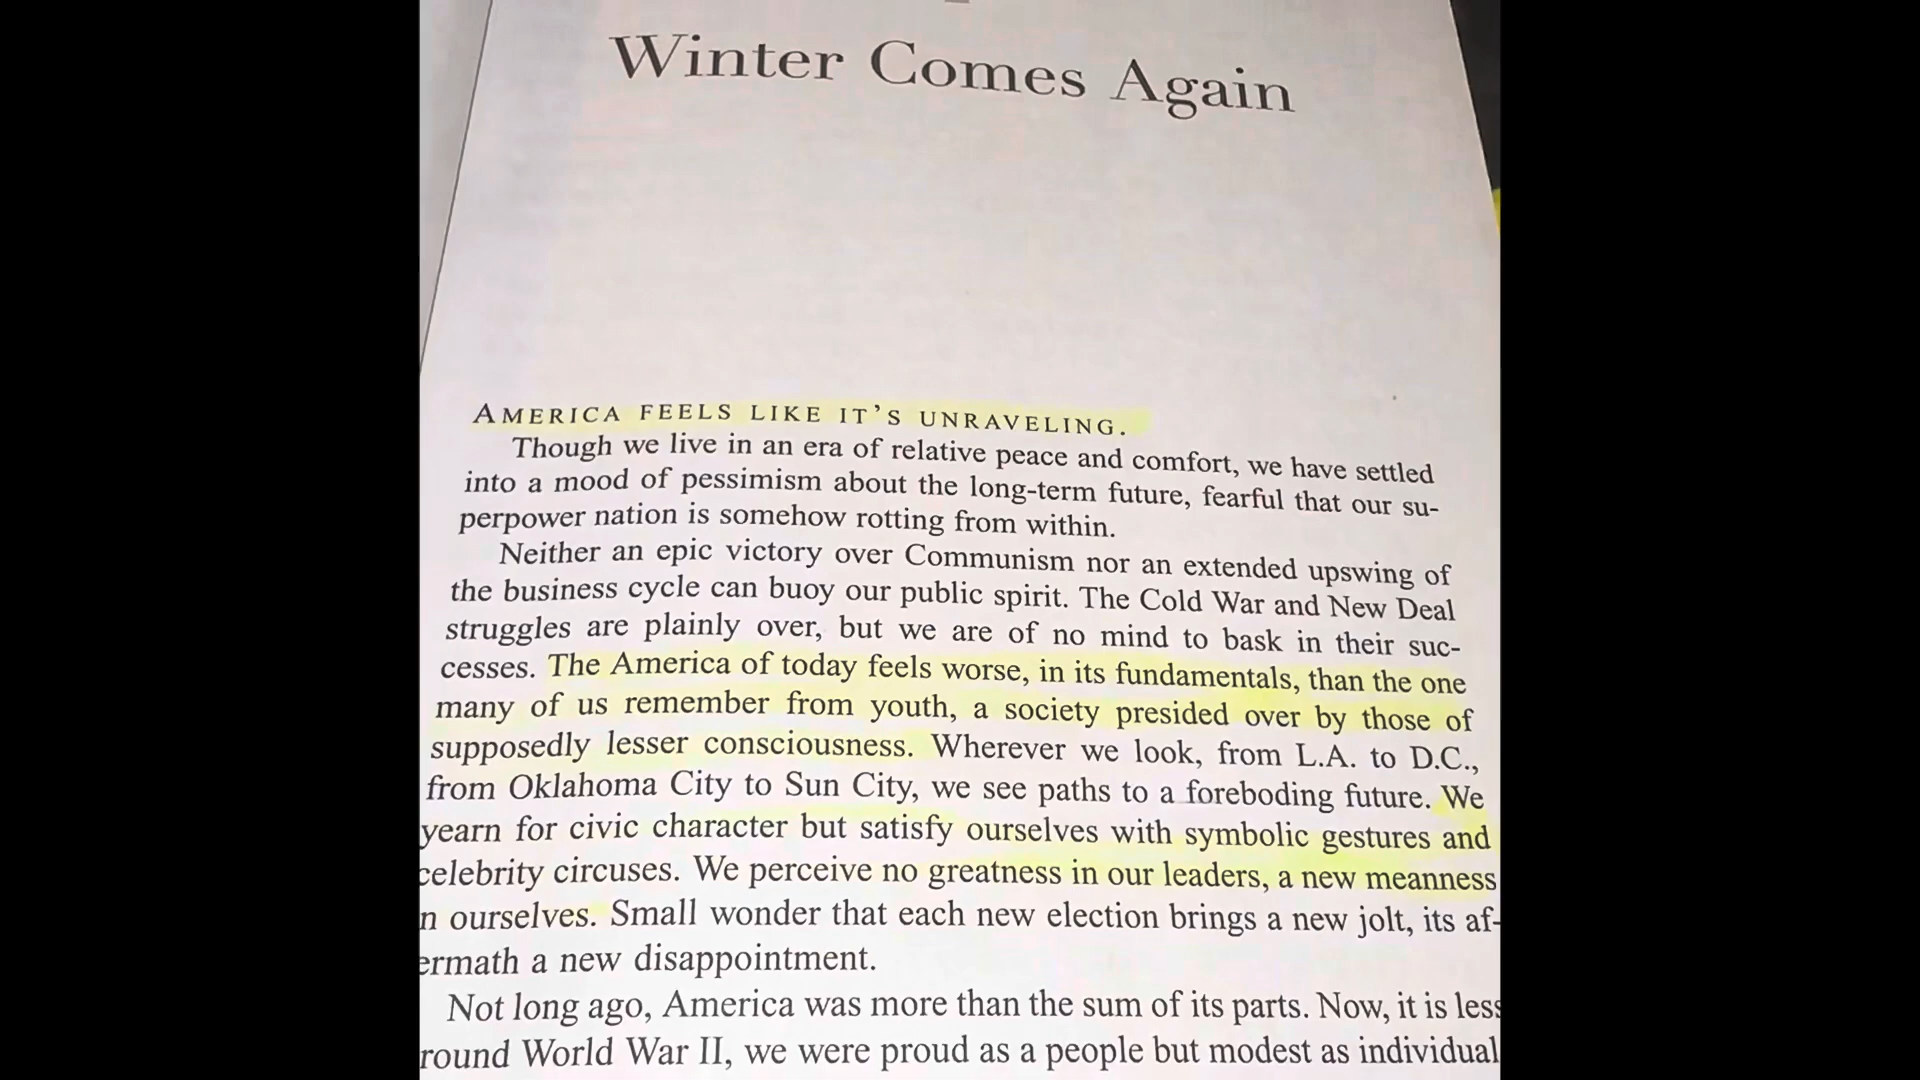 Winter Comes Again
AMERICA FEELS LIKE IT'S UNRAVELING.
Though we live in an era of relative peace and comfort, we have settled
into a mood of pessimism about the long-term future, fearful that our su-
perpower nation is somehow rotting from within.
Neither an epic victory over Communism nor an extended upswing of
the business cycle can buoy our public spirit. The Cold War and New Deal
struggles are plainly over, but we are of no mind to bask in their suc-
cesses. The America of today feels worse, in its fundamentals, than the one
many of us remember from youth, a society presided over by those of
supposedly lesser consciousness. Wherever we look, from L.A. to D.C.,
from Oklahoma City to Sun City, we see paths to a foreboding future. We
yearn for civic character but satisfy ourselves with symbolic gestures and
celebrity circuses. We perceive no greatness in our leaders, a new meanness
n ourselves. Small wonder that each new election brings a new jolt, its af-
ermath a new disappointment.
Not long ago, America was more than the sum of its parts. Now, it is less
round World War II, we were proud as a people but modest as individual